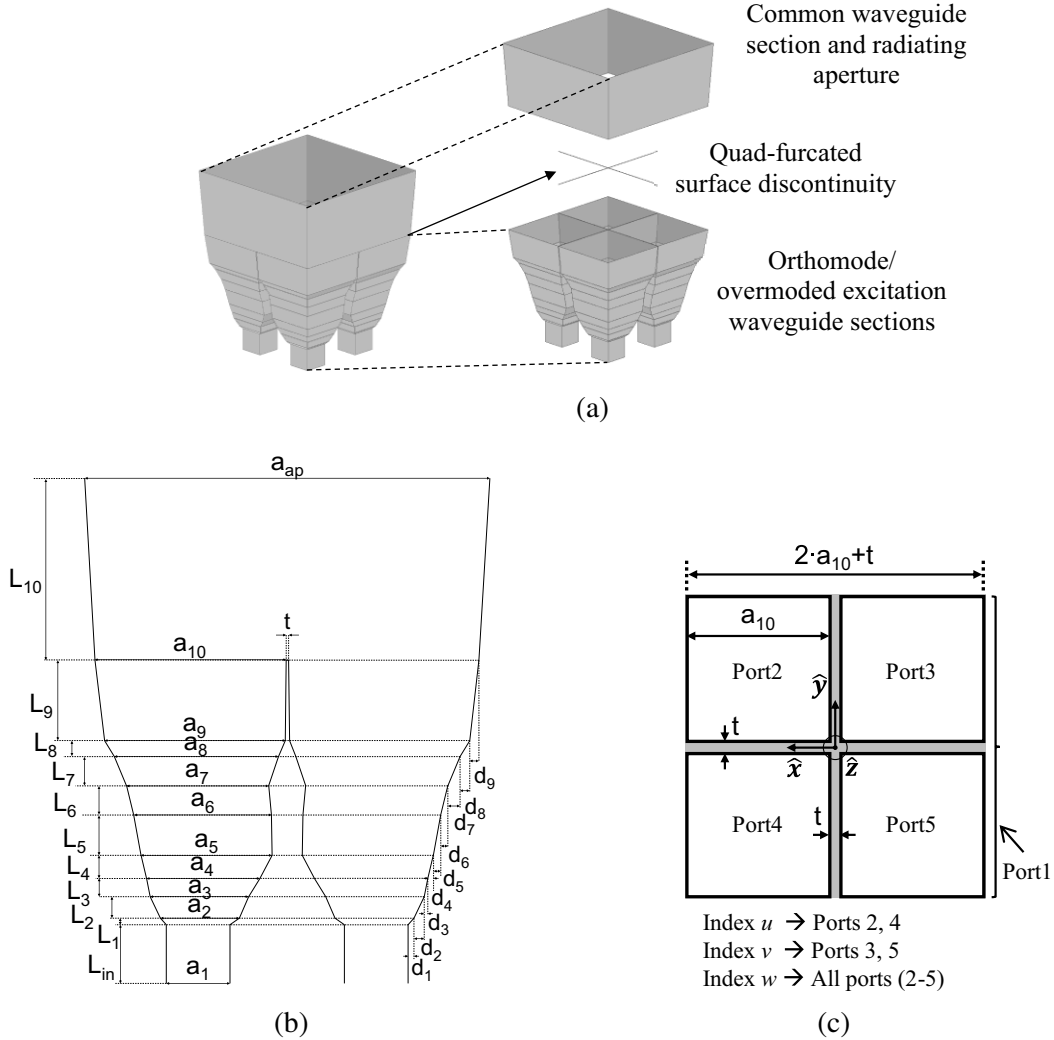 Common waveguide
section and radiating
aperture
Quad-furcated
surface discontinuity
Orthomode/
overmoded excitation
waveguide sections
(a)
a_ap
L_10
t
a_10
L_9
a_9
L_8
a_8
d_9
L_7
a_7
d_8
L_6
a_6
d_7
L_5
a_5
d_6
L_4
a_4
d_5
L_3
a_3
d_4
L_2
a_2
d_3
L_1
d_2
L_in
a_1
d_1
(b)
2·a_10+t
a_10
Port2
Port3
ŷ
t
x̂
ẑ
Port4
t
Port5
Port1
Index u → Ports 2, 4
Index v → Ports 3, 5
Index w → All ports (2-5)
(c)